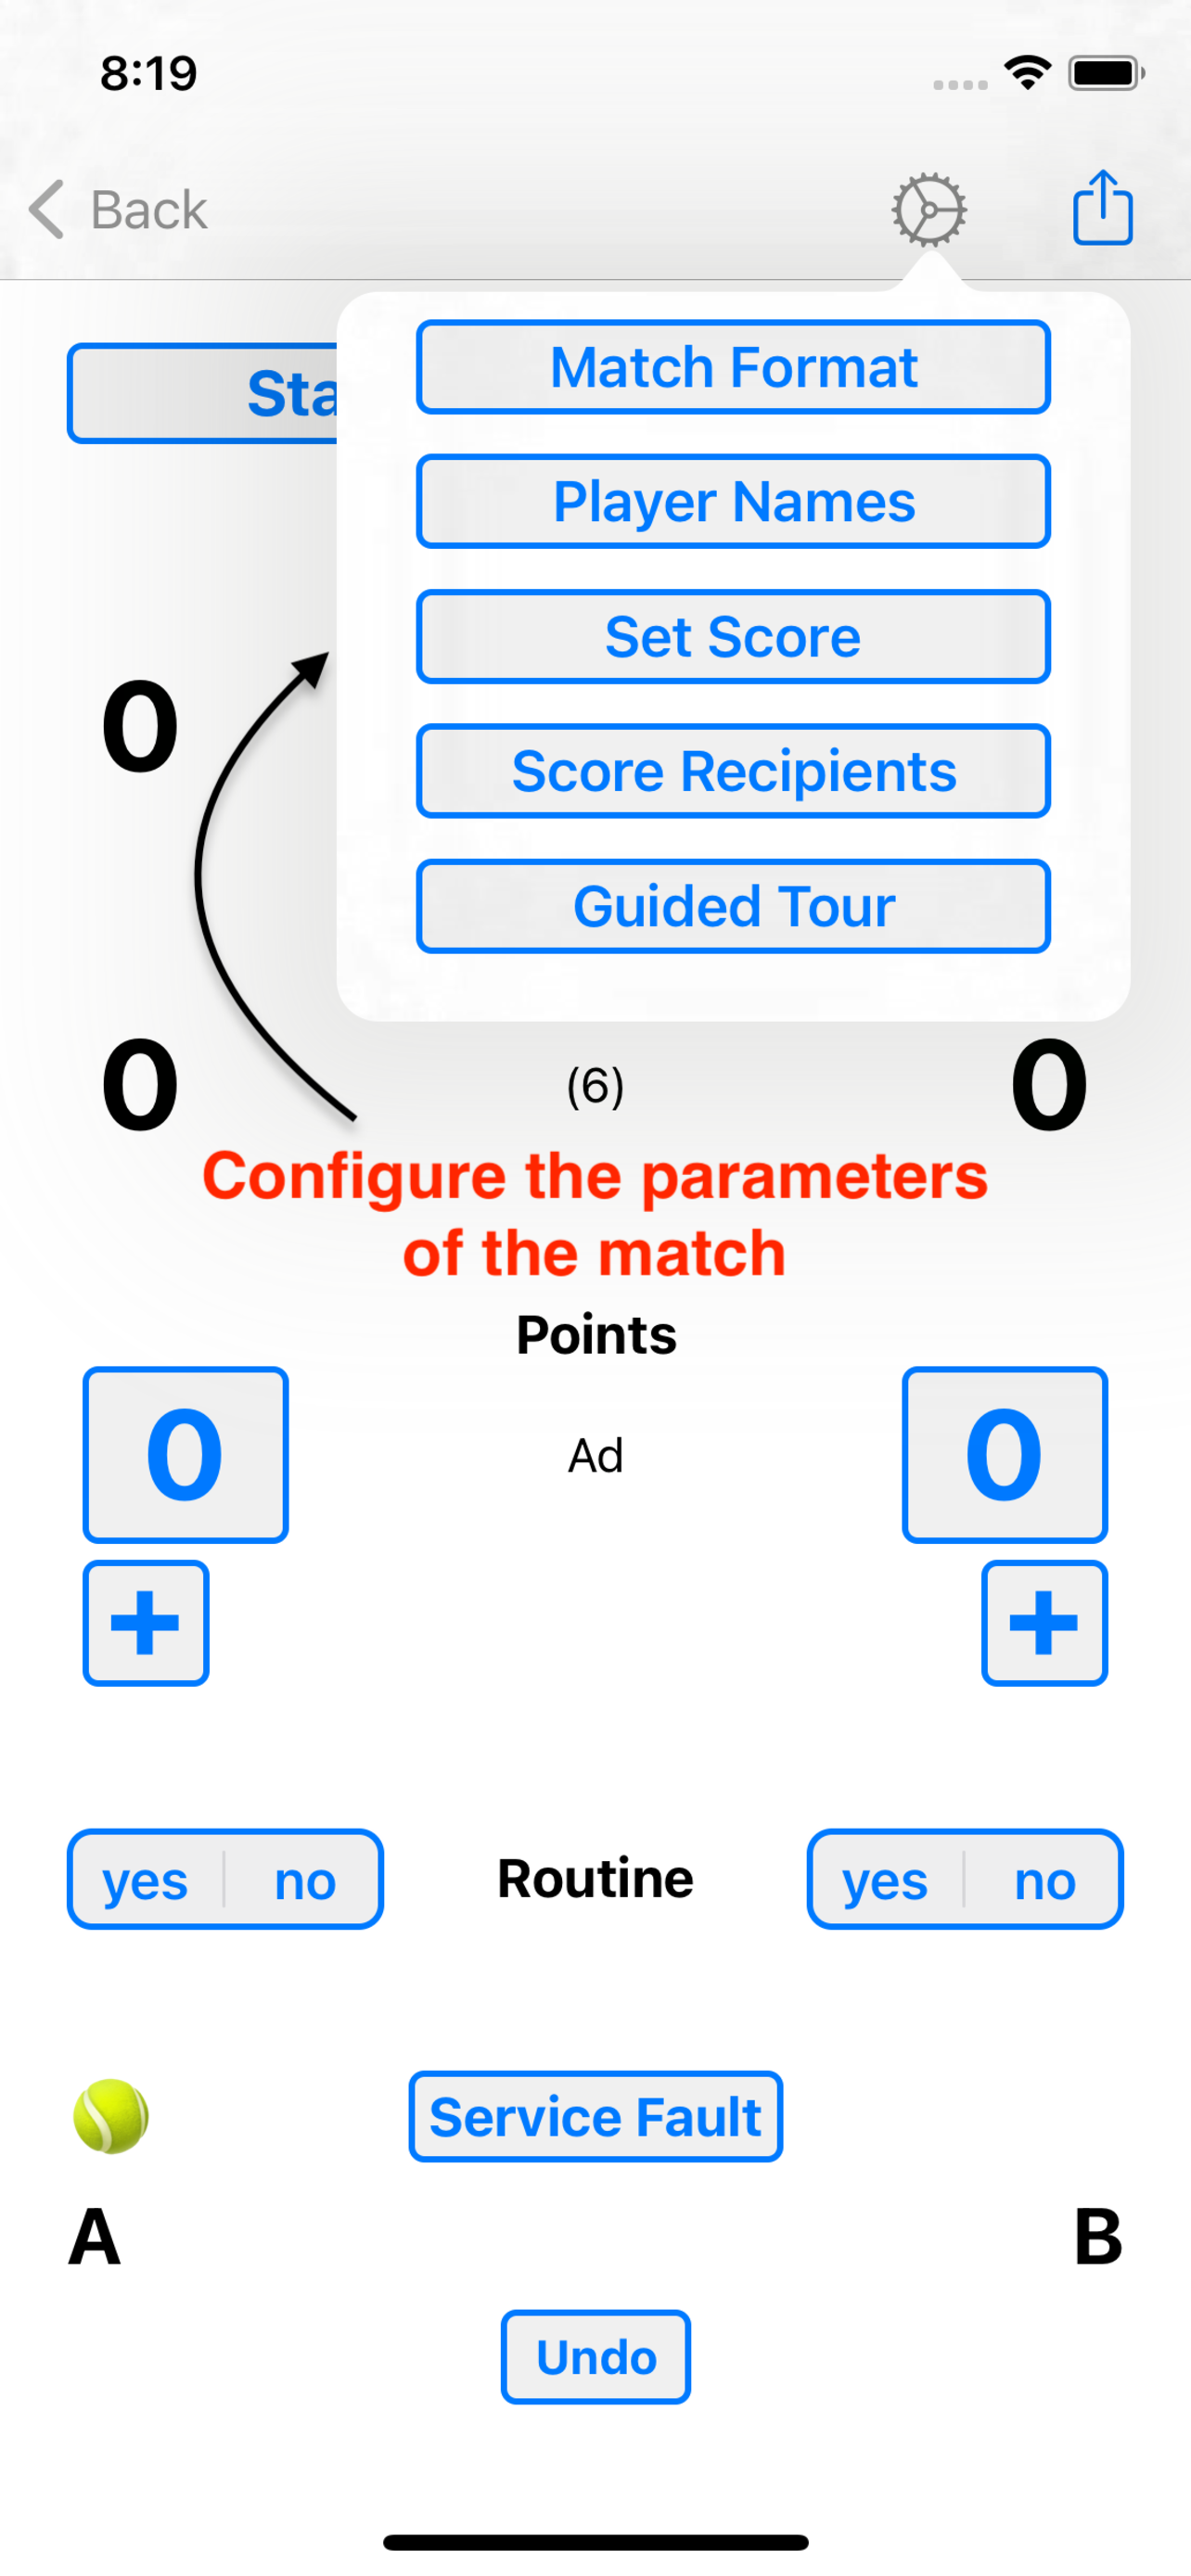 8:19
Back
Match Format
Sta
Player Names
Set Score
0
Score Recipients
Guided Tour
0 (6) 0
Configure the parameters
of the match
Points
0 Ad 0
+ +
yes no Routine yes no
Service Fault
A B
Undo